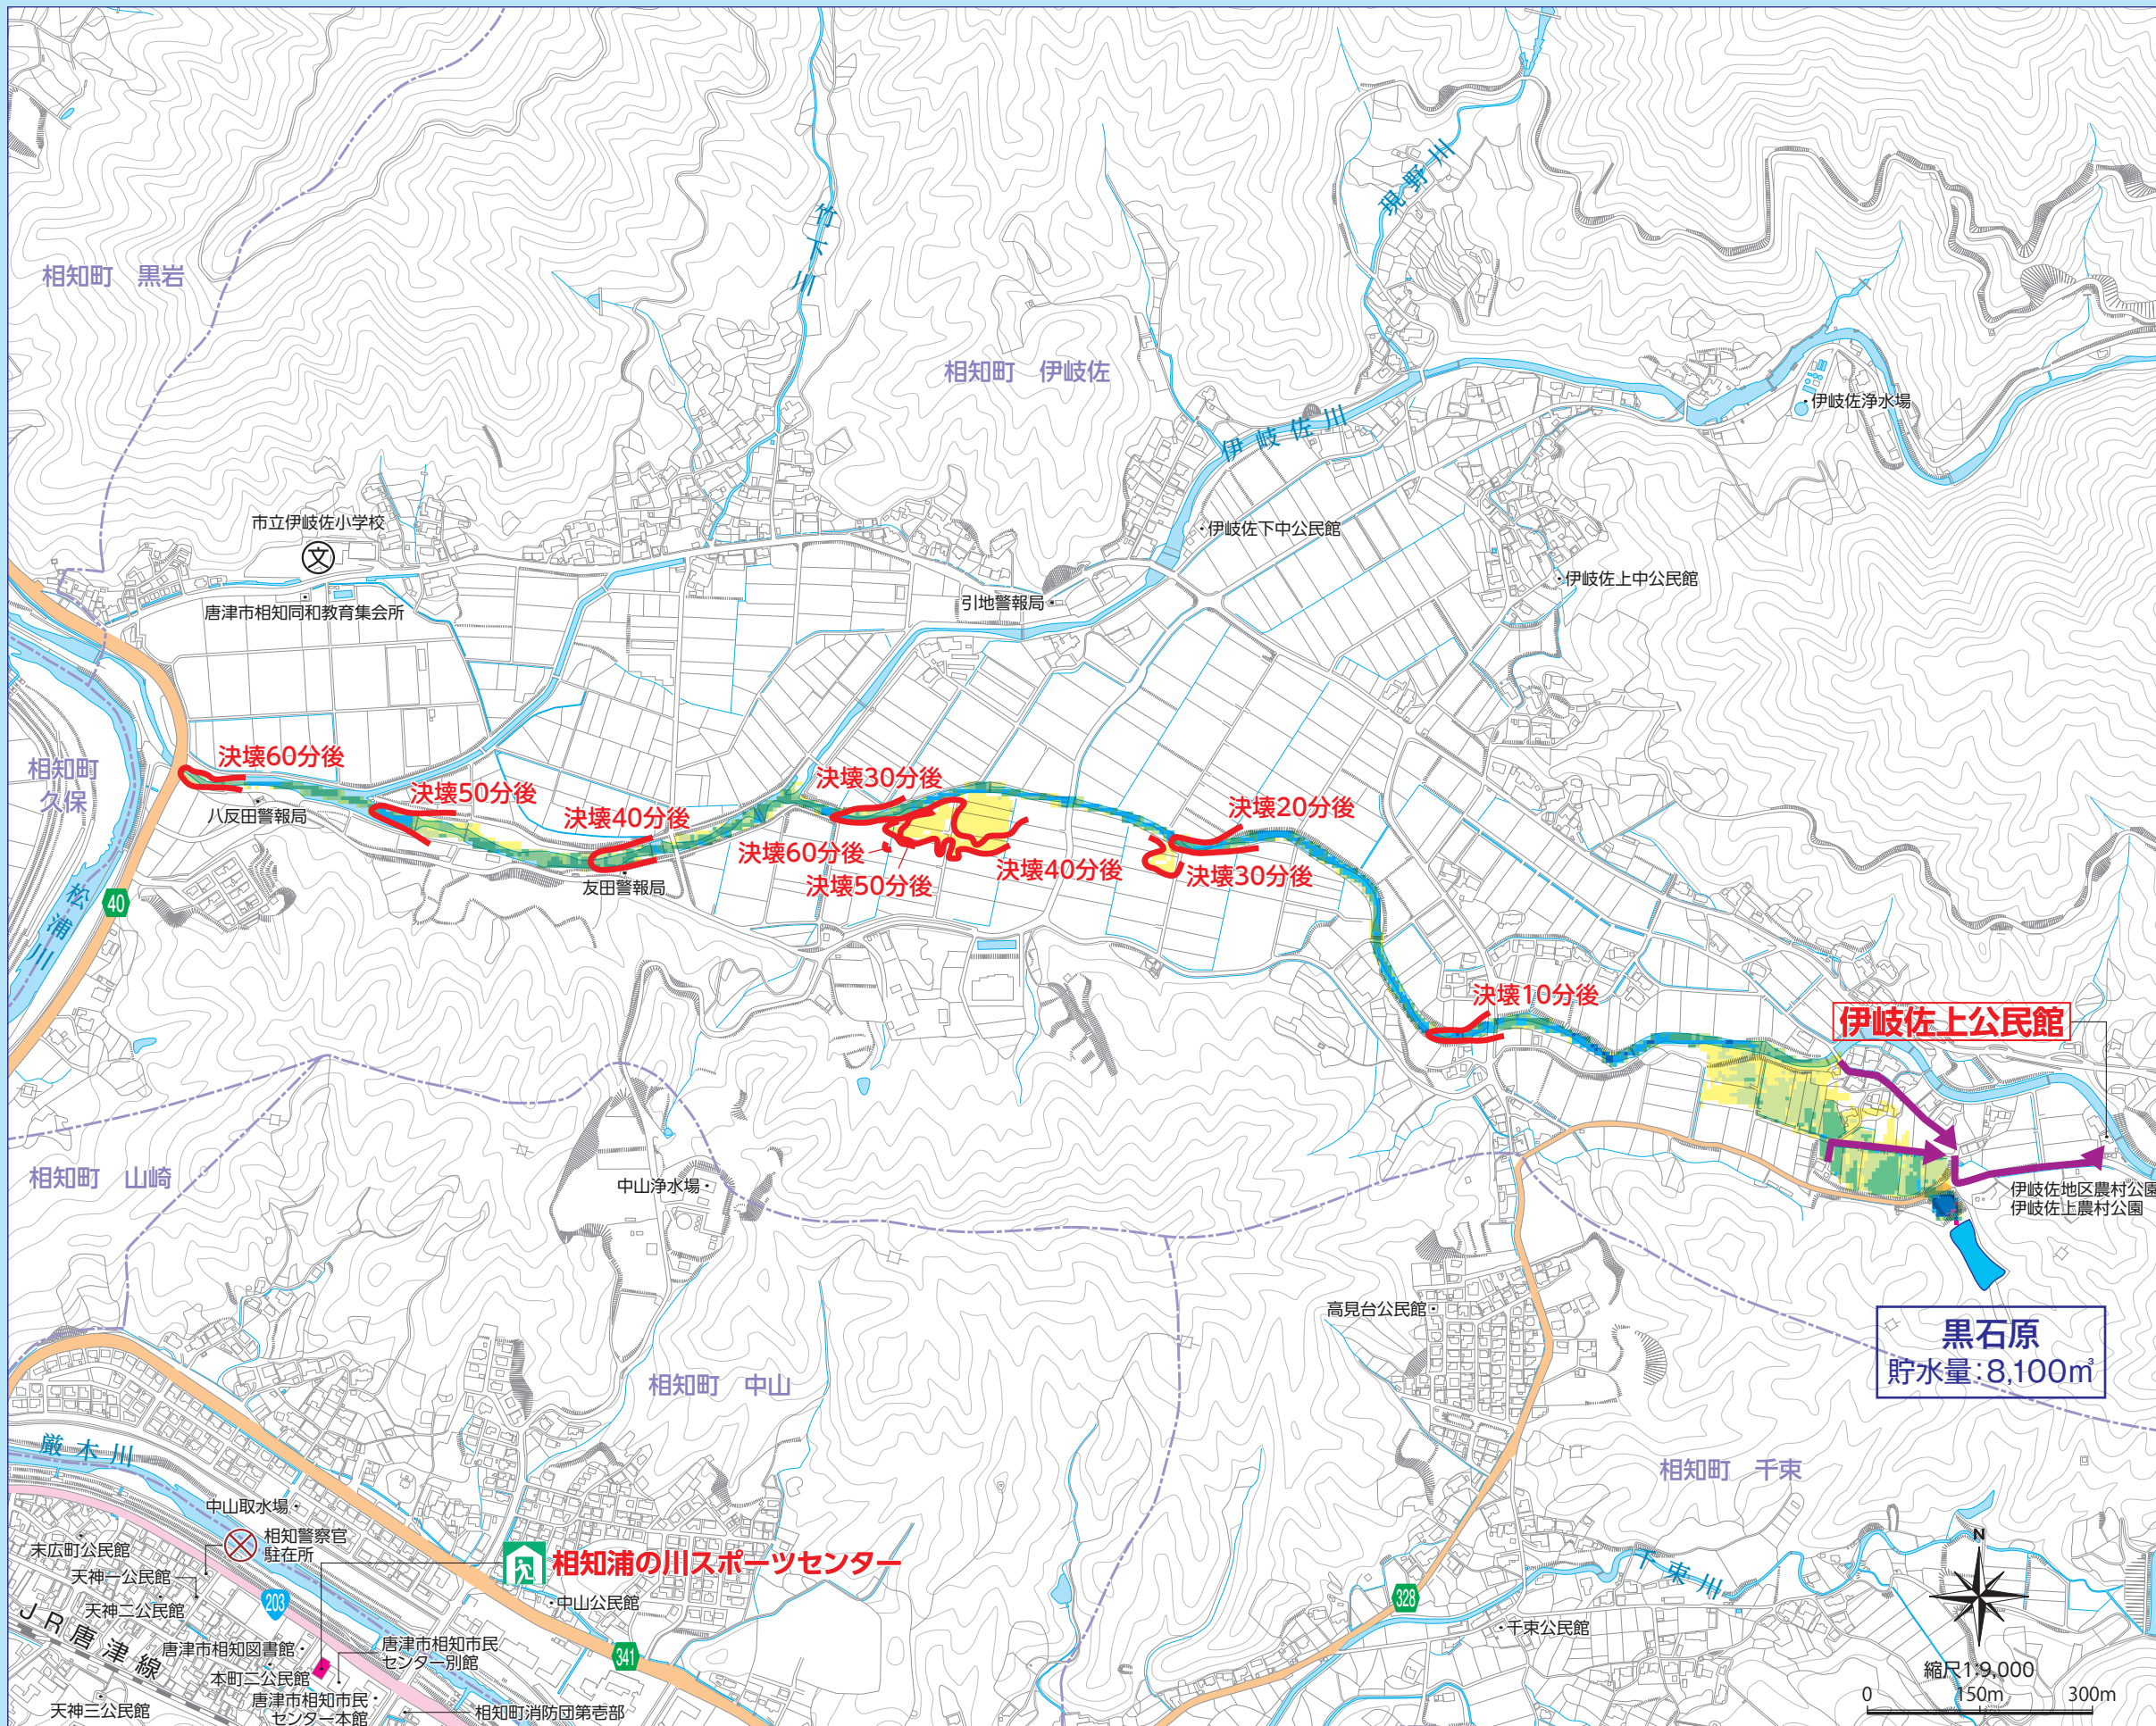 現野川
竹ノ下川
相知町 黒岩
相知町 伊岐佐
伊岐佐浄水場
伊岐佐川
市立伊岐佐小学校
文
伊岐佐下中公民館
伊岐佐上中公民館
引地警報局
唐津市相知同和教育集会所
決壊60分後
相知町
久保
決壊50分後
決壊30分後
八反田警報局
決壊40分後
決壊20分後
決壊60分後
決壊50分後
決壊40分後
決壊30分後
友田警報局
40
松浦川
決壊10分後
伊岐佐上公民館
相知町 山崎
中山浄水場
伊岐佐地区農村公園
伊岐佐上農村公園
高見台公民館
黒石原
貯水量:8,100㎥
相知町 中山
厳木川
相知町 千束
中山取水場
相知警察官
駐在所
末広町公民館
相知浦の川スポーツセンター
天神一公民館
天神二公民館
203
中山公民館
328
千束川
千束公民館
JR唐津線
唐津市相知図書館
唐津市相知市民
センター別館
341
本町二公民館
唐津市相知市民
センター本館
天神三公民館
相知町消防団第壱部
N
縮尺1:9,000
0 150m 300m